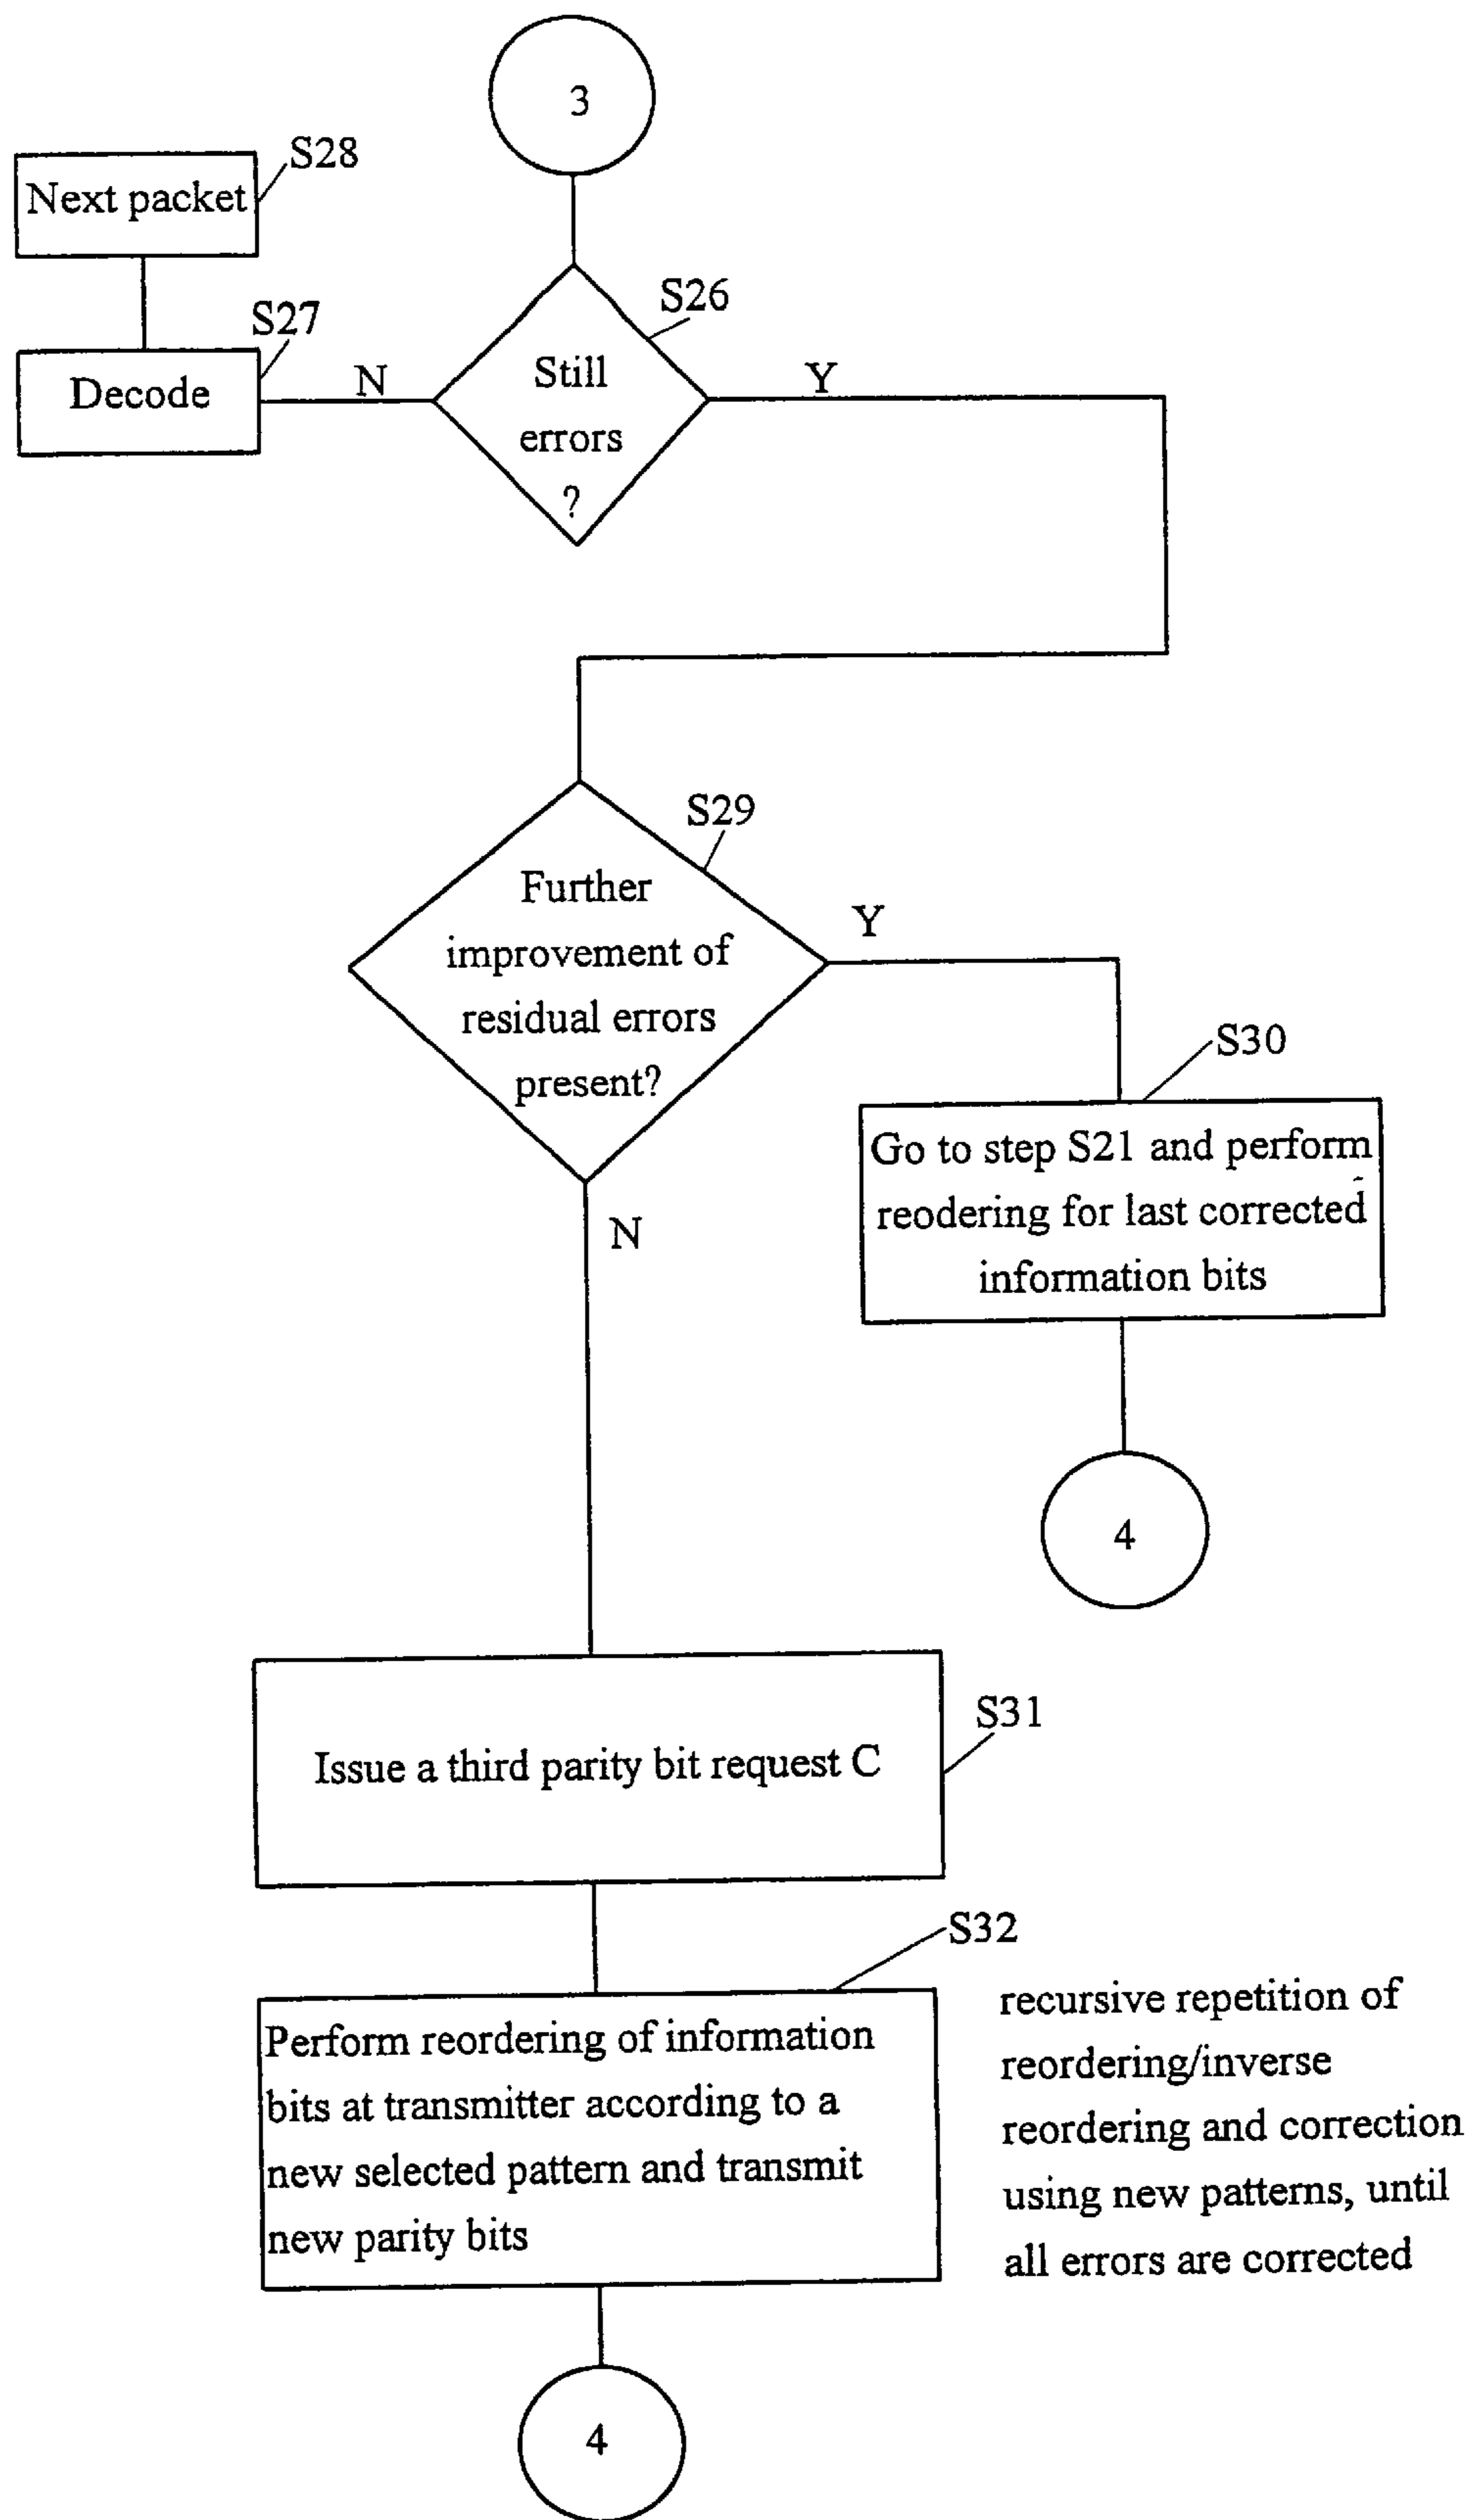 3
S28
Next packet
S27
Decode
N
S26
Still
errors
?
Y
S29
Further
improvement of
residual errors
present?
Y
N
S30
Go to step S21 and perform
reodering for last corrected
information bits
4
S31
Issue a third parity bit request C
S32
Perform reordering of information
bits at transmitter according to a
new selected pattern and transmit
new parity bits
recursive repetition of
reordering/inverse
reordering and correction
using new patterns, until
all errors are corrected
4